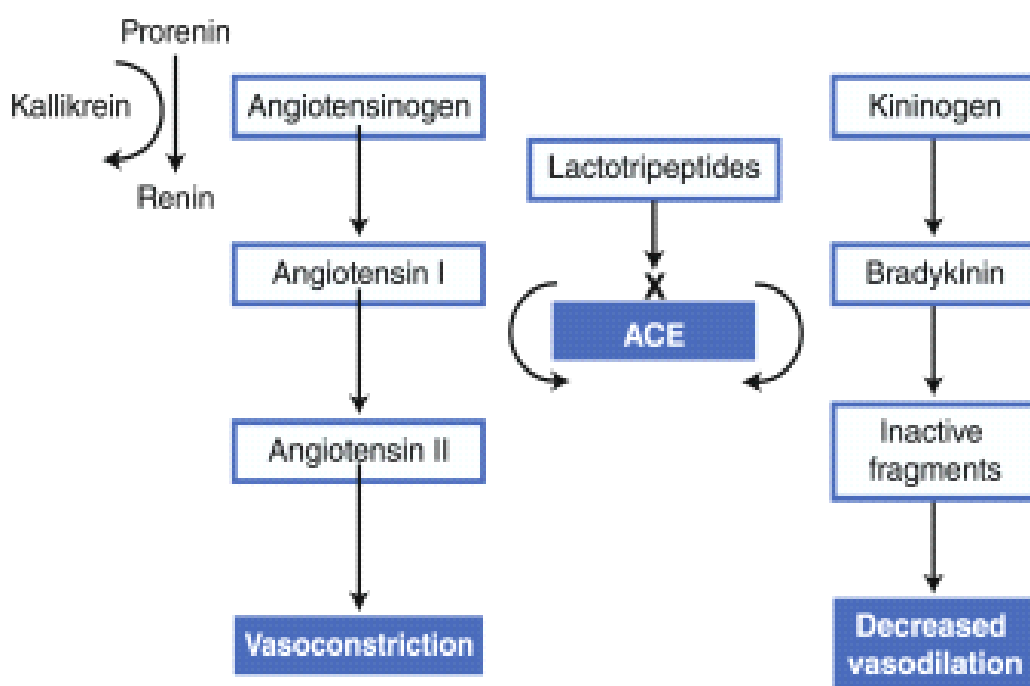 Prorenin
Kallikrein
Renin
Angiotensinogen
Angiotensin I
Angiotensin II
Vasoconstriction
Lactotripeptides
X
ACE
Kininogen
Bradykinin
Inactive
fragments
Decreased
vasodilation